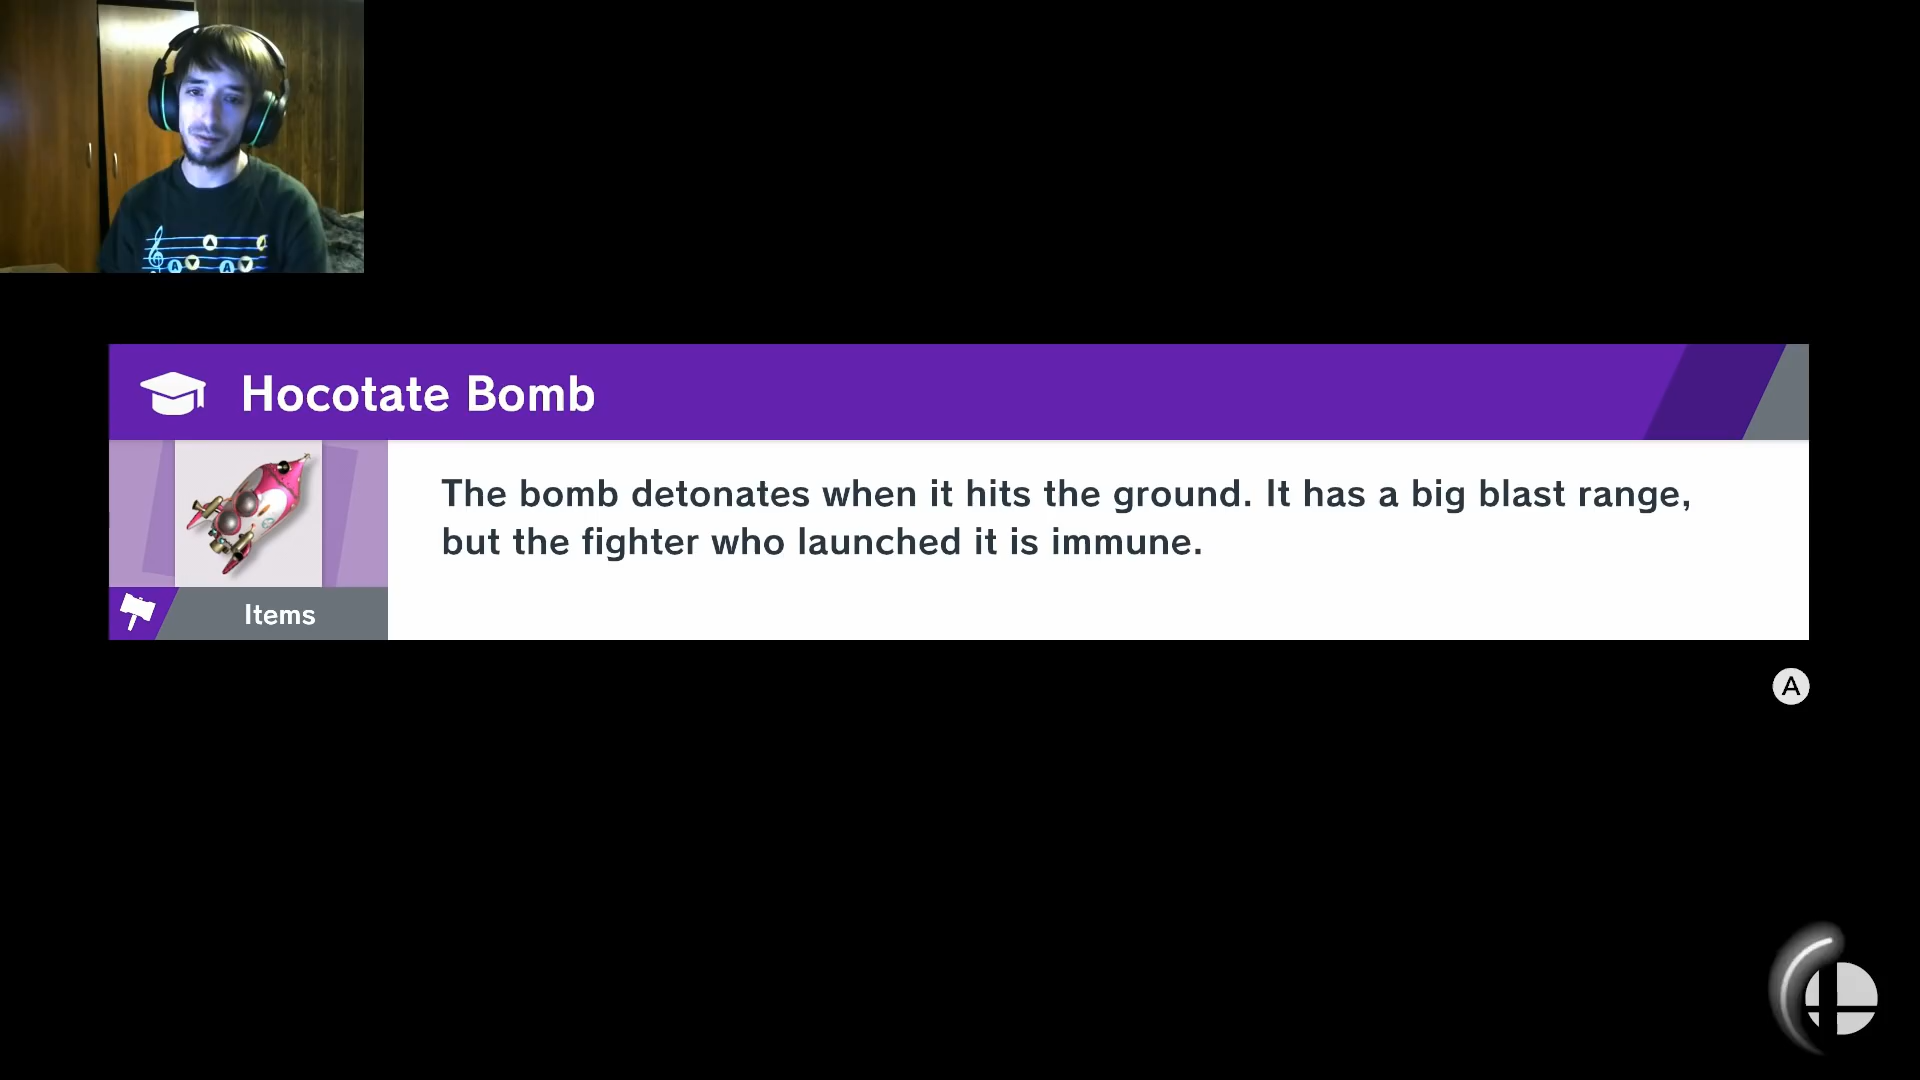 Hocotate Bomb
The bomb detonates when it hits the ground. It has a big blast range,
but the fighter who launched it is immune.
Items
A
A A